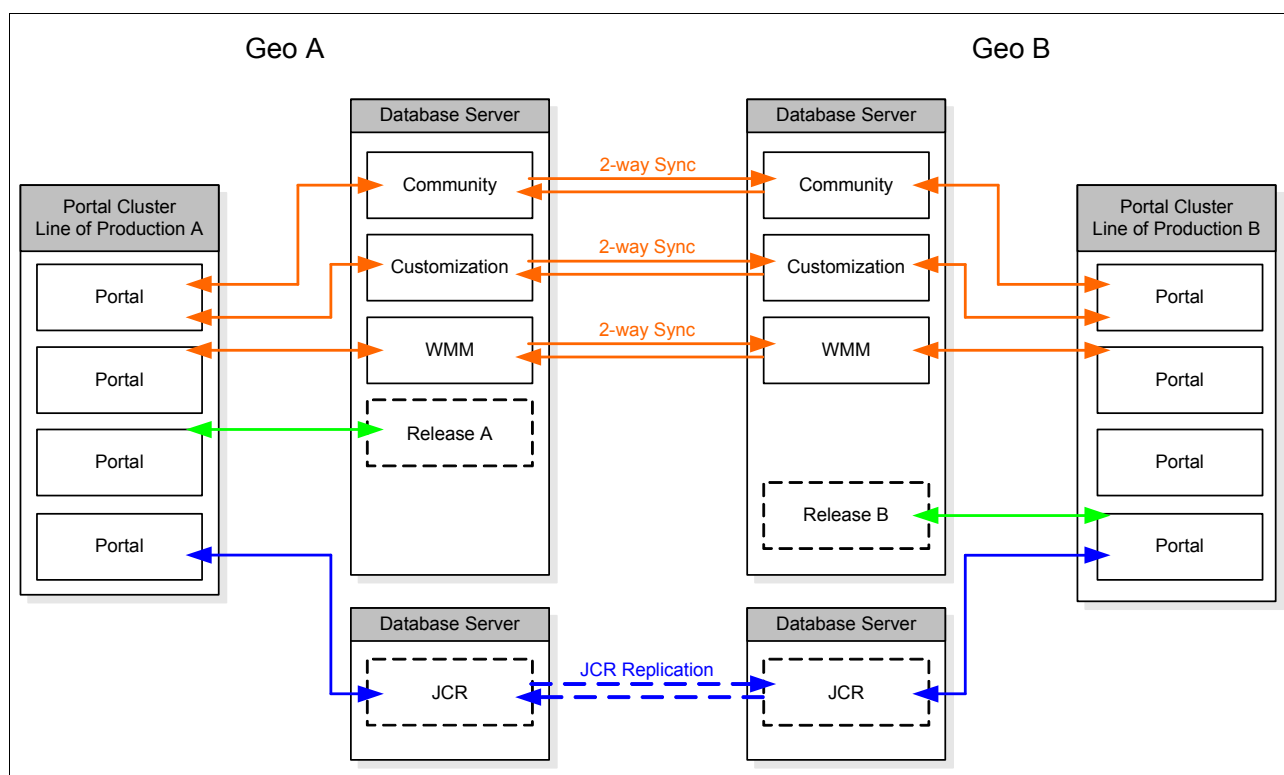 Geo A
Geo B
Portal Cluster
Line of Production A
Portal
Portal
Portal
Portal
Database Server
Community
Customization
WMM
Release A
2-way Sync
2-way Sync
2-way Sync
Database Server
Community
Customization
WMM
Release B
Portal Cluster
Line of Production B
Portal
Portal
Portal
Portal
Database Server
JCR
JCR Replication
Database Server
JCR